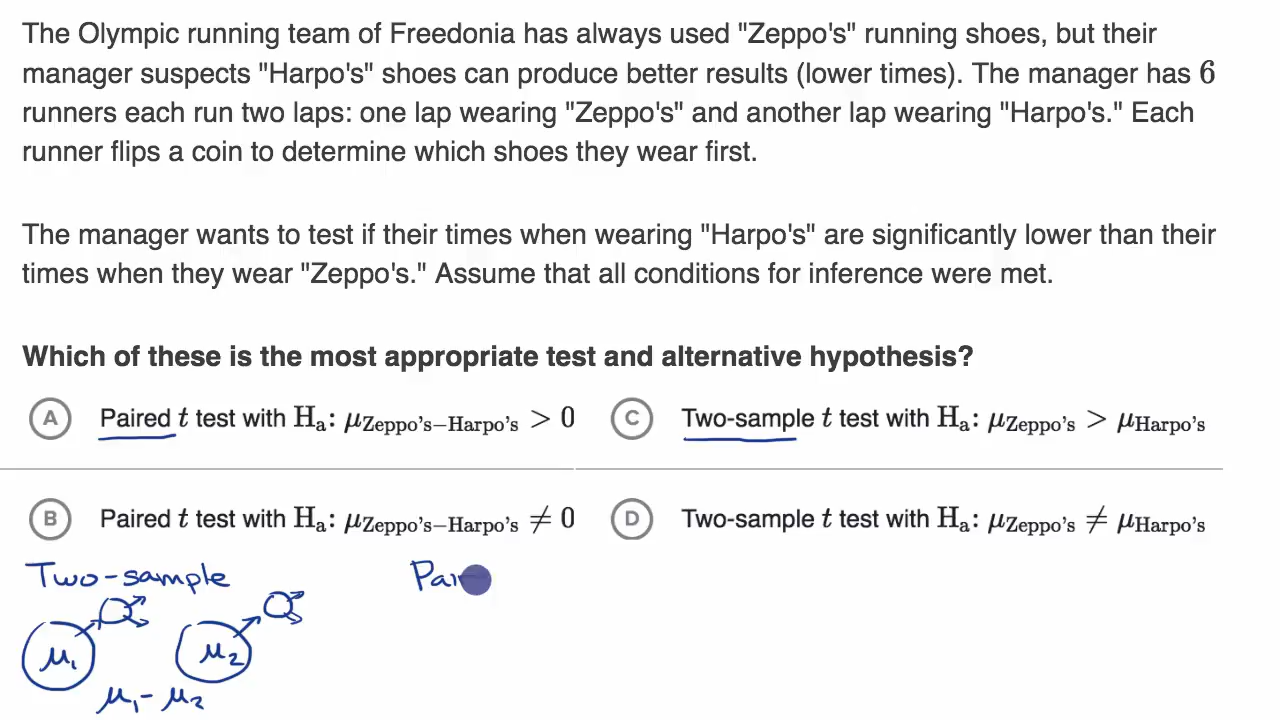 The Olympic running team of Freedonia has always used "Zeppo's" running shoes, but their
manager suspects "Harpo's" shoes can produce better results (lower times). The manager has 6
runners each run two laps: one lap wearing "Zeppo's" and another lap wearing "Harpo's." Each
runner flips a coin to determine which shoes they wear first.
The manager wants to test if their times when wearing "Harpo's" are significantly lower than their
times when they wear "Zeppo's." Assume that all conditions for inference were met.
Which of these is the most appropriate test and alternative hypothesis?
A Paired t test with Hₐ: μ Zeppo's−Harpo's > 0
C Two-sample t test with Hₐ: μ Zeppo's > μ Harpo's
B Paired t test with Hₐ: μ Zeppo's−Harpo's ≠ 0
D Two-sample t test with Hₐ: μ Zeppo's ≠ μ Harpo's
Two-sample
Pai
μ₁
μ₂
μ₁ - μ₂